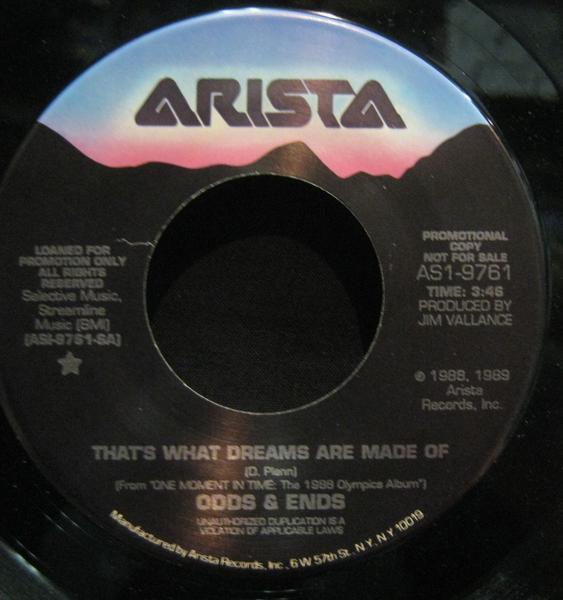 ARISTA
LOANED FOR
PROMOTION ONLY
ALL RIGHTS
RESERVED
Selective Music,
Streamline
Music (BMI)
(ASI-9761-SA)
PROMOTIONAL
COPY
NOT FOR SALE
AS1-9761
TIME: 3:46
PRODUCED BY
JIM VALLANCE
℗ 1988, 1989
Arista
Records, Inc.
THAT'S WHAT DREAMS ARE MADE OF
(D. Plenn)
(From "ONE MOMENT IN TIME: The 1988 Olympics Album")
ODDS & ENDS
UNAUTHORIZED DUPLICATION IS A
VIOLATION OF APPLICABLE LAWS
Manufactured by Arista Records, Inc., 6 W 57th St., N.Y., N.Y 10019